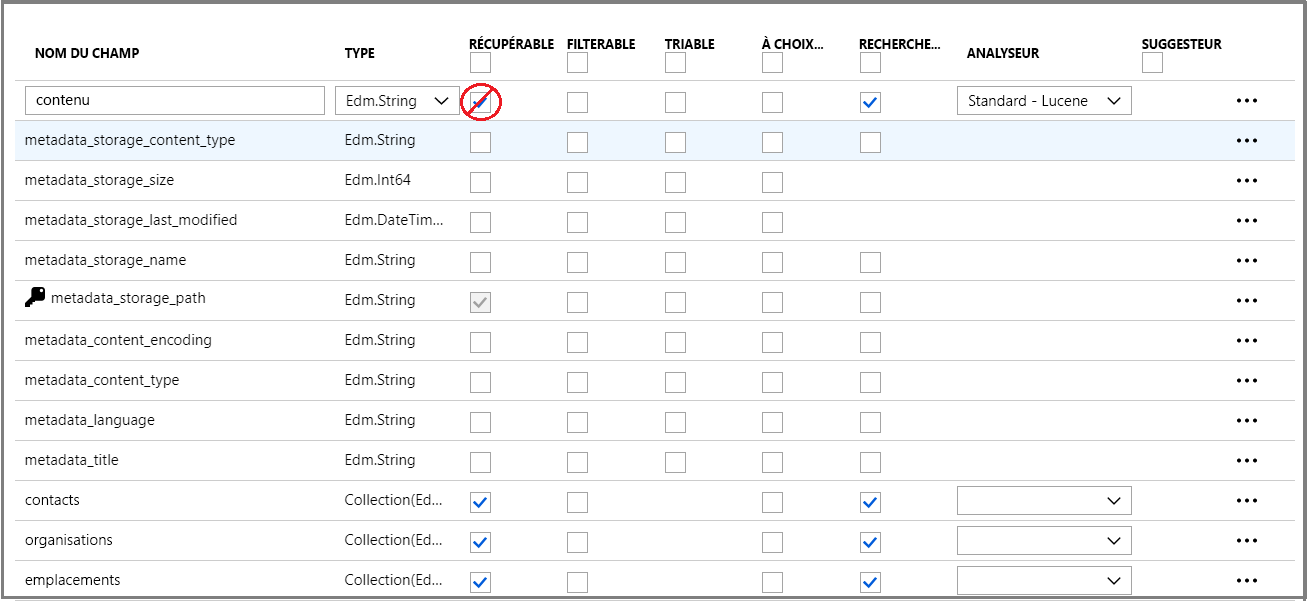 NOM DU CHAMP TYPE RÉCUPÉRABLE FILTERABLE TRIABLE À CHOIX... RECHERCHE... ANALYSEUR SUGGESTEUR
contenu Edm.String Standard - Lucene •••
metadata_storage_content_type Edm.String •••
metadata_storage_size Edm.Int64 •••
metadata_storage_last_modified Edm.DateTim... •••
metadata_storage_name Edm.String •••
metadata_storage_path Edm.String •••
metadata_content_encoding Edm.String •••
metadata_content_type Edm.String •••
metadata_language Edm.String •••
metadata_title Edm.String •••
contacts Collection(Ed... •••
organisations Collection(Ed... •••
emplacements Collection(Ed... •••